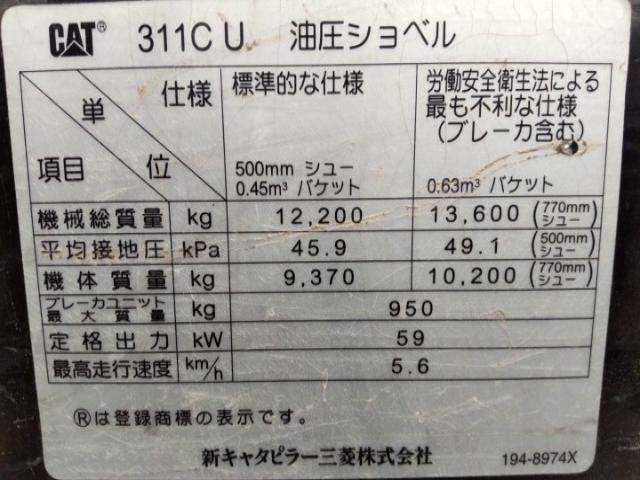 CAT® 311C U 油圧ショベル
仕様 標準的な仕様 労働安全衛生法による
単 最も不利な仕様
(ブレーカ含む)
項目 位 500mm シュー
0.45m³ バケット 0.63m³ バケット
機械総質量 kg 12,200 13,600 (770mm シュー)
平均接地圧 kPa 45.9 49.1 (500mm シュー)
機体質量 kg 9,370 10,200 (770mm シュー)
ブレーカユニット
最大質量 kg 950
定格出力 kW 59
最高走行速度 km/h 5.6
Ⓡは登録商標の表示です。
新キャタピラー三菱株式会社 194-8974X